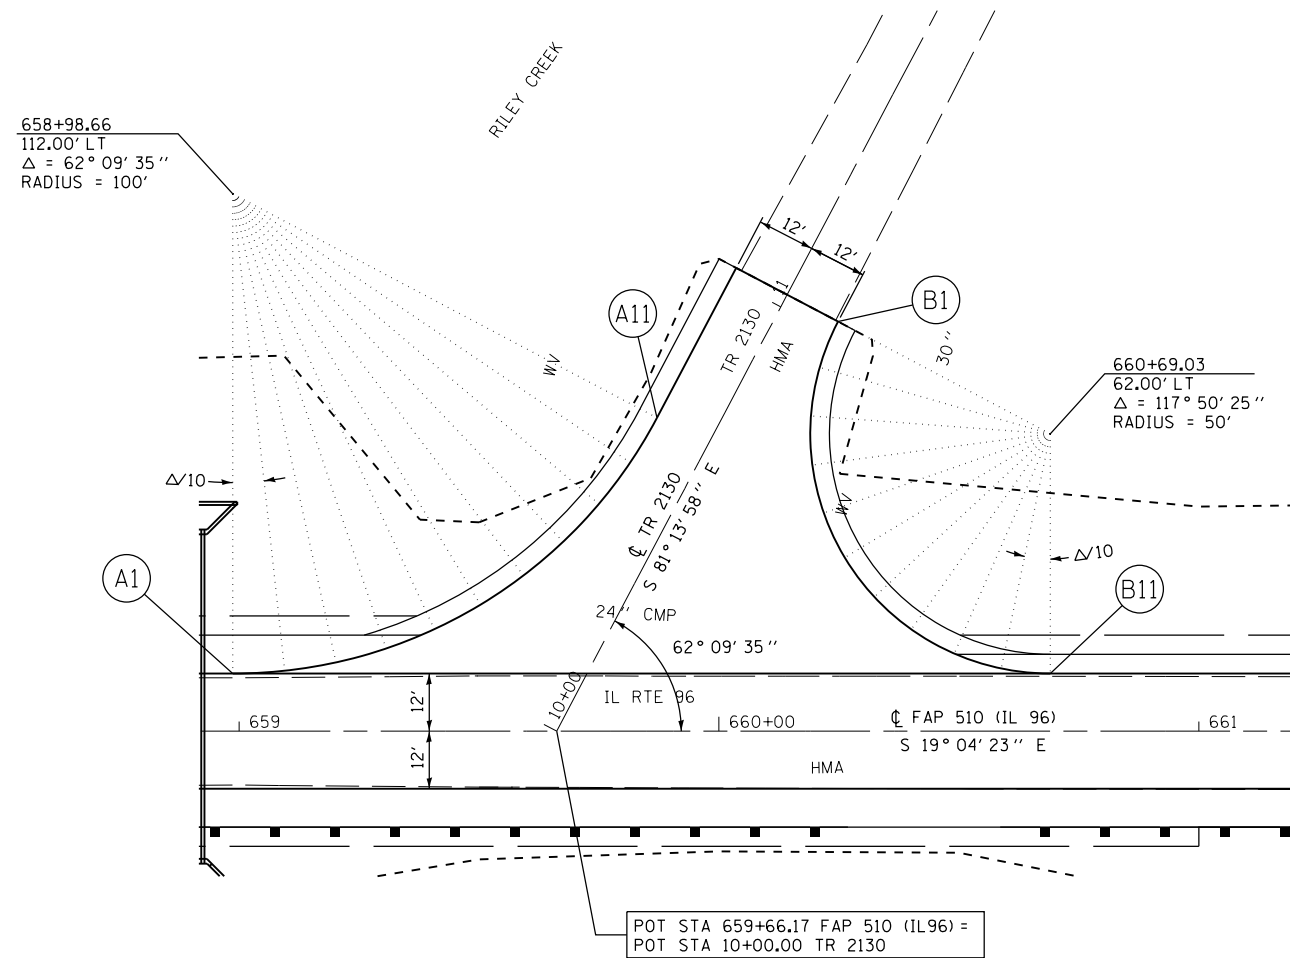 RILEY CREEK
658+98.66
112.00' LT
Δ = 62° 09' 35"
RADIUS = 100'
12'
12'
A11
B1
11
TR 2130
HMA
30"
WV
660+69.03
62.00' LT
Δ = 117° 50' 25"
RADIUS = 50'
Δ/10
℄ TR 2130
S 81° 13' 58" E
WV
Δ/10
A1
B11
24" CMP
62° 09' 35"
10+00
IL RTE 96
12'
659
660+00
℄ FAP 510 (IL 96)
661
S 19° 04' 23" E
12'
HMA
POT STA 659+66.17 FAP 510 (IL96) =
POT STA 10+00.00 TR 2130